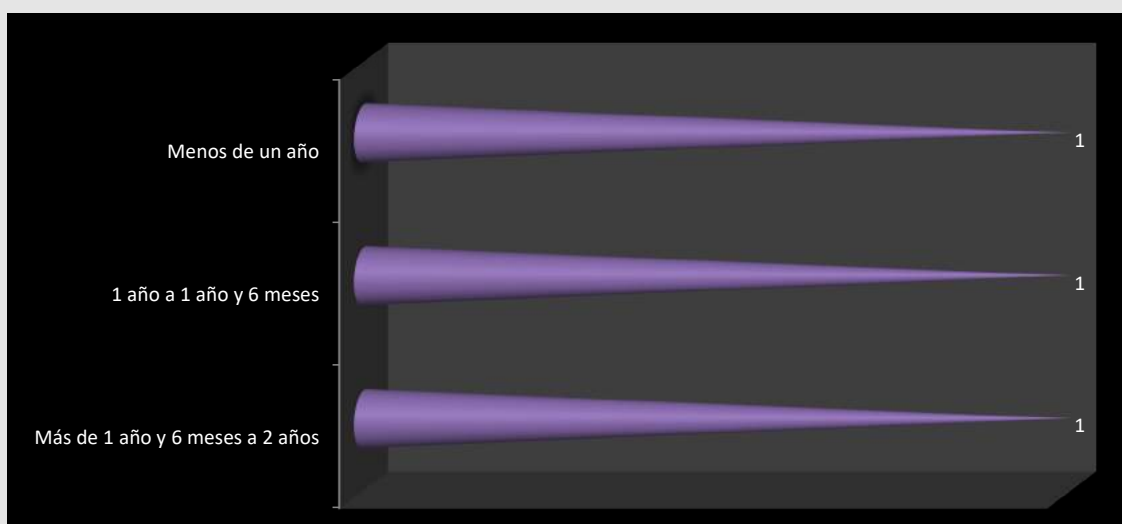 Menos de un año
1
1 año a 1 año y 6 meses
1
Más de 1 año y 6 meses a 2 años
1